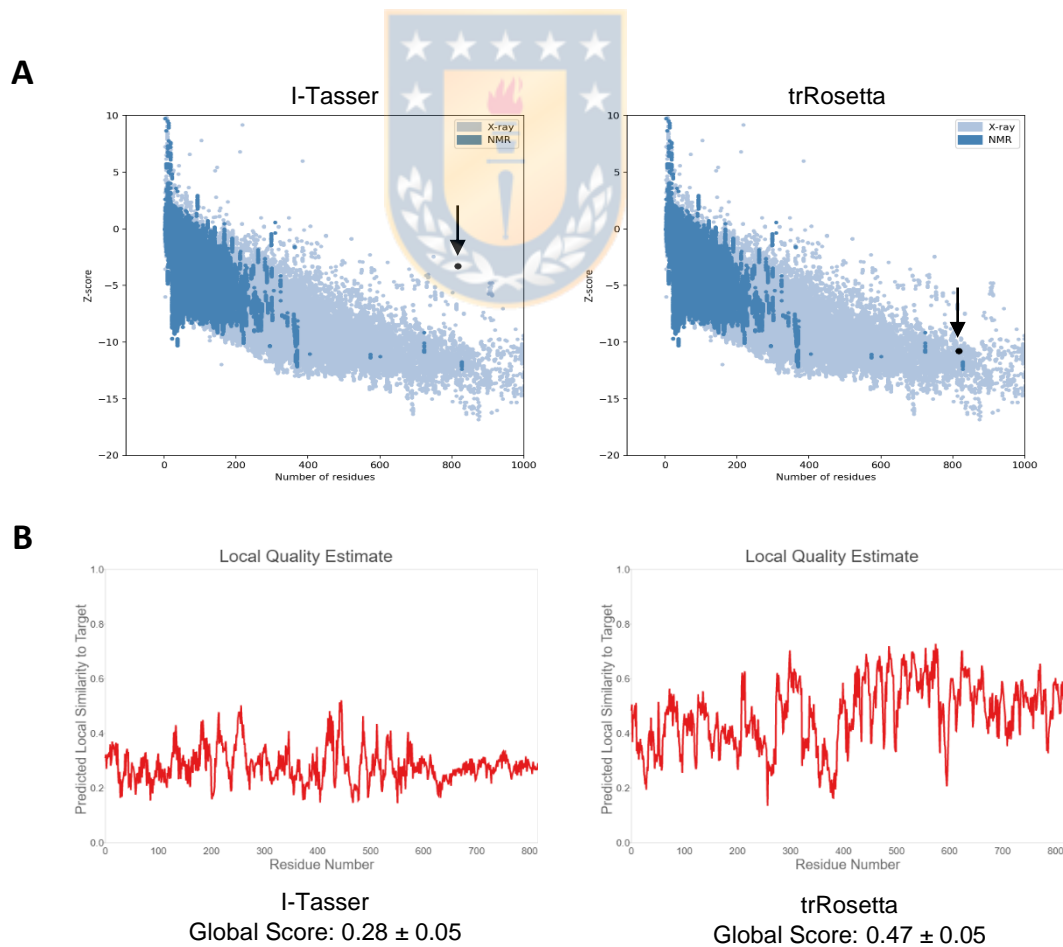 A
I-Tasser
trRosetta
10
5
0
−5
−10
−15
−20
Z-score
X-ray
NMR
0
200
400
600
800
1000
Number of residues
10
5
0
−5
−10
−15
−20
Z-score
X-ray
NMR
0
200
400
600
800
1000
Number of residues
B
Local Quality Estimate
1.0
0.8
0.6
0.4
0.2
0.0
Predicted Local Similarity to Target
0
100
200
300
400
500
600
700
800
Residue Number
I-Tasser
Global Score: 0.28 ± 0.05
Local Quality Estimate
1.0
0.8
0.6
0.4
0.2
0.0
Predicted Local Similarity to Target
0
100
200
300
400
500
600
700
800
Residue Number
trRosetta
Global Score: 0.47 ± 0.05